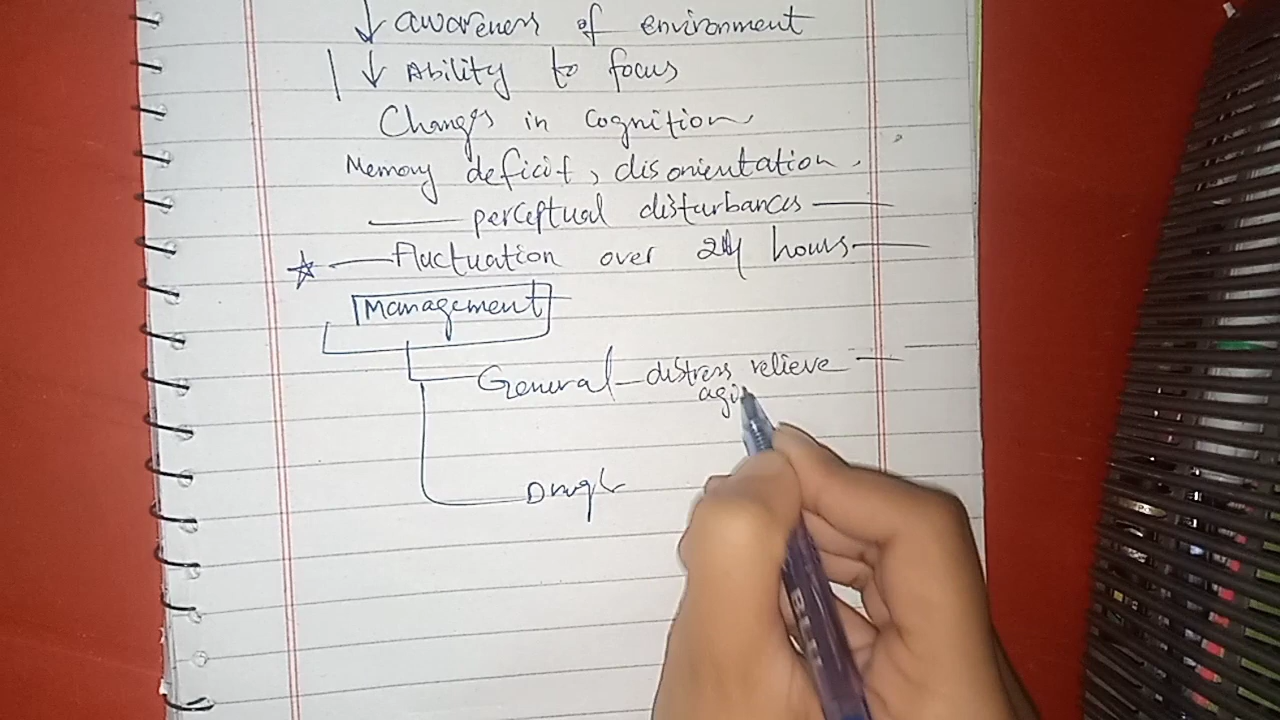 ↓ awareness of environment
↓ Ability to focus
Changes in cognition,
Memory deficit, disorientation,
perceptual disturbances
Fluctuation over 24 hours
Management
General - distress relieve
agi